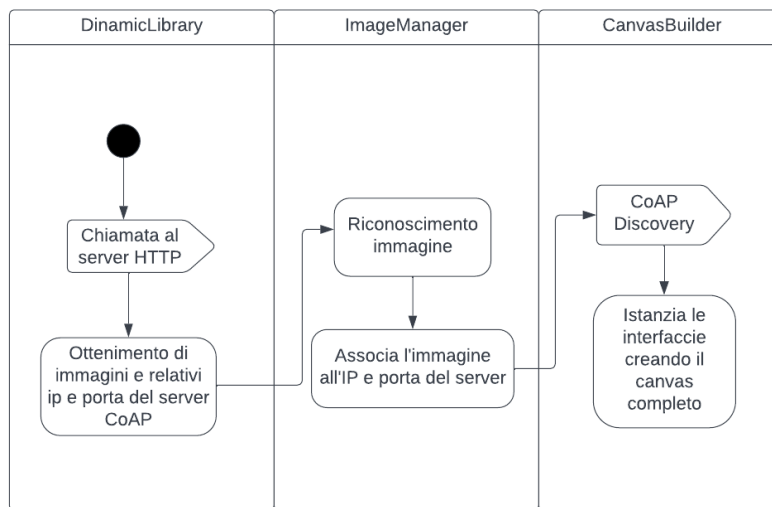 DinamicLibrary
ImageManager
CanvasBuilder
Chiamata al
server HTTP
Ottenimento di
immagini e relativi
ip e porta del server
CoAP
Riconoscimento
immagine
Associa l'immagine
all'IP e porta del server
CoAP
Discovery
Istanzia le
interfaccie
creando il
canvas
completo